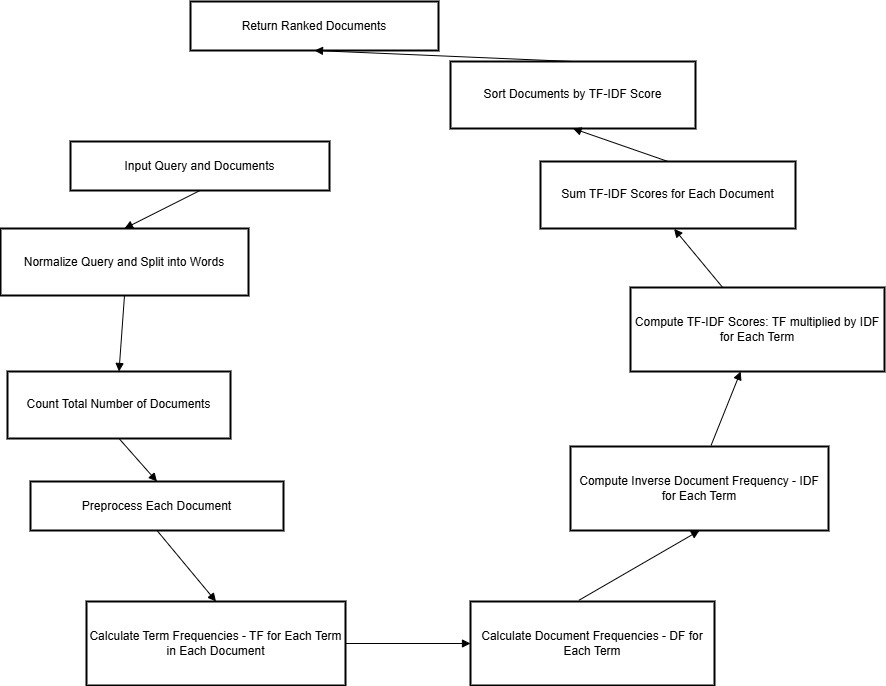 Return Ranked Documents
Sort Documents by TF-IDF Score
Input Query and Documents
Sum TF-IDF Scores for Each Document
Normalize Query and Split into Words
Compute TF-IDF Scores: TF multiplied by IDF
for Each Term
Count Total Number of Documents
Compute Inverse Document Frequency - IDF
for Each Term
Preprocess Each Document
Calculate Term Frequencies - TF for Each Term
in Each Document
Calculate Document Frequencies - DF for
Each Term